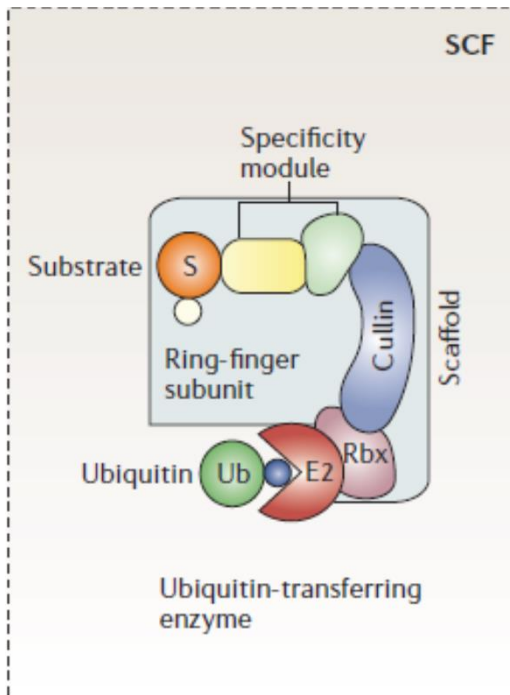 SCF
Specificity
module
Substrate
S
Scaffold
Cullin
Ring-finger
subunit
Rbx
Ubiquitin
Ub
E2
Ubiquitin-transferring
enzyme